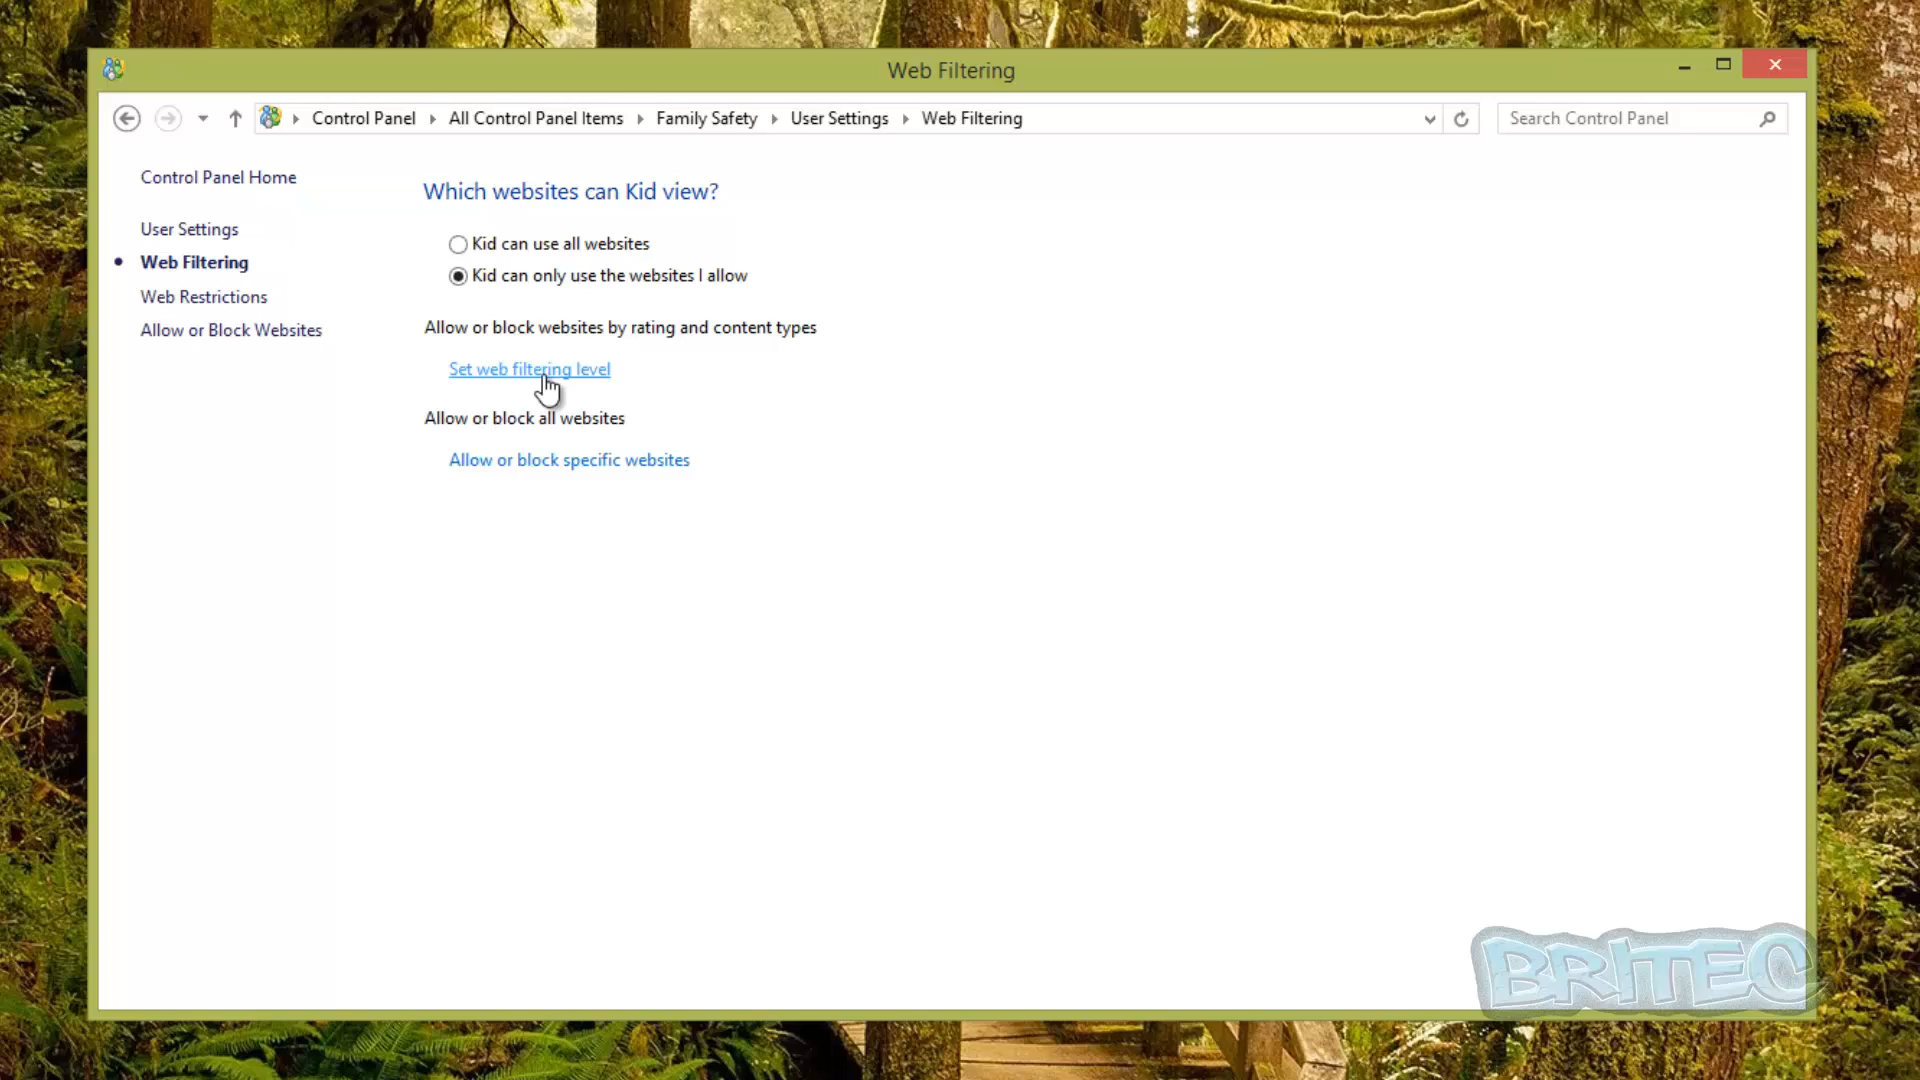 Web Filtering
Control Panel All Control Panel Items Family Safety User Settings Web Filtering
Search Control Panel
Control Panel Home
User Settings
Web Filtering
Web Restrictions
Allow or Block Websites
Which websites can Kid view?
Kid can use all websites
Kid can only use the websites I allow
Allow or block websites by rating and content types
Set web filtering level
Allow or block all websites
Allow or block specific websites
BRITEC